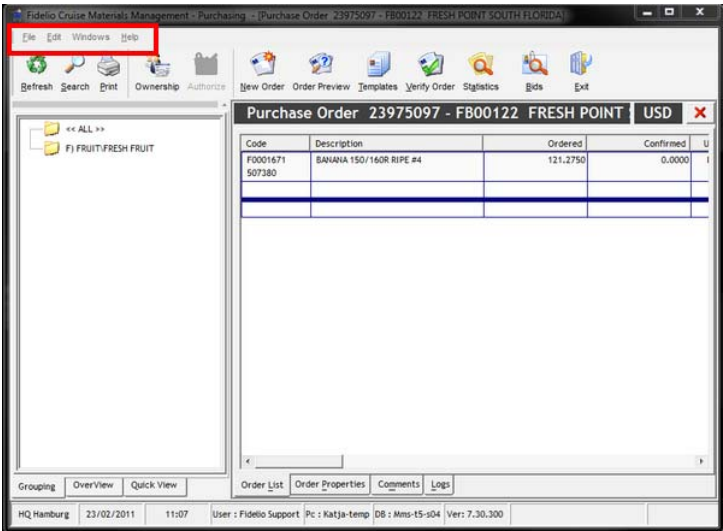 Fidelio Cruise Materials Management - Purchasing - [Purchase Order 23975097 - FB00122 FRESH POINT SOUTH FLORIDA]
File Edit Windows Help
Refresh Search Print Ownership Authorize New Order Order Preview Templates Verify Order Statistics Bids Exit
Purchase Order 23975097 - FB00122 FRESH POINT USD
<< ALL >>
F) FRUIT\FRESH FRUIT
Code Description Ordered Confirmed U
F0001671 BANANA 150/160R RIPE #4 121.2750 0.0000
507380
Grouping OverView Quick View
Order List Order Properties Comments Logs
HQ Hamburg 23/02/2011 11:07 User : Fidelio Support Pc : Katja-temp DB : Mms-t5-s04 Ver: 7.30.300